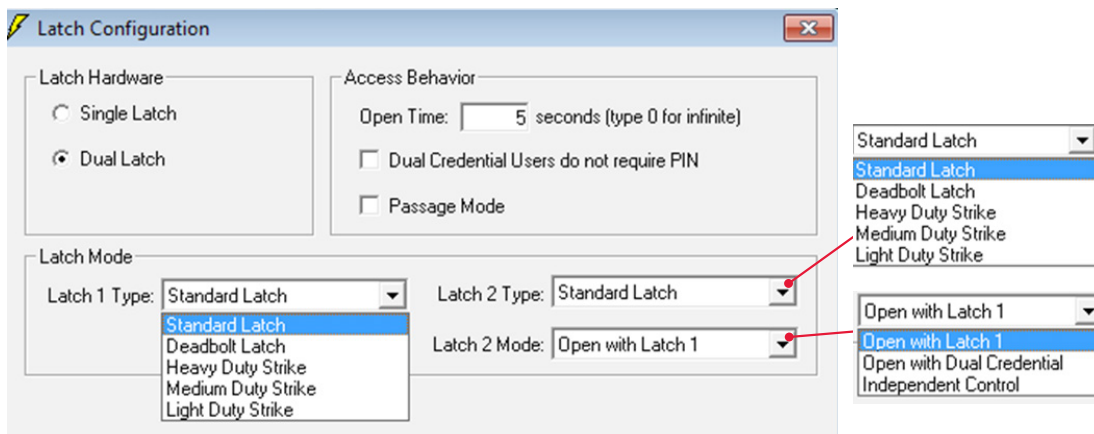 Latch Configuration
Latch Hardware
Single Latch
Dual Latch
Access Behavior
Open Time: 5 seconds (type 0 for infinite)
Dual Credential Users do not require PIN
Passage Mode
Latch Mode
Latch 1 Type: Standard Latch
Standard Latch
Deadbolt Latch
Heavy Duty Strike
Medium Duty Strike
Light Duty Strike
Latch 2 Type: Standard Latch
Latch 2 Mode: Open with Latch 1
Standard Latch
Standard Latch
Deadbolt Latch
Heavy Duty Strike
Medium Duty Strike
Light Duty Strike
Open with Latch 1
Open with Latch 1
Open with Dual Credential
Independent Control